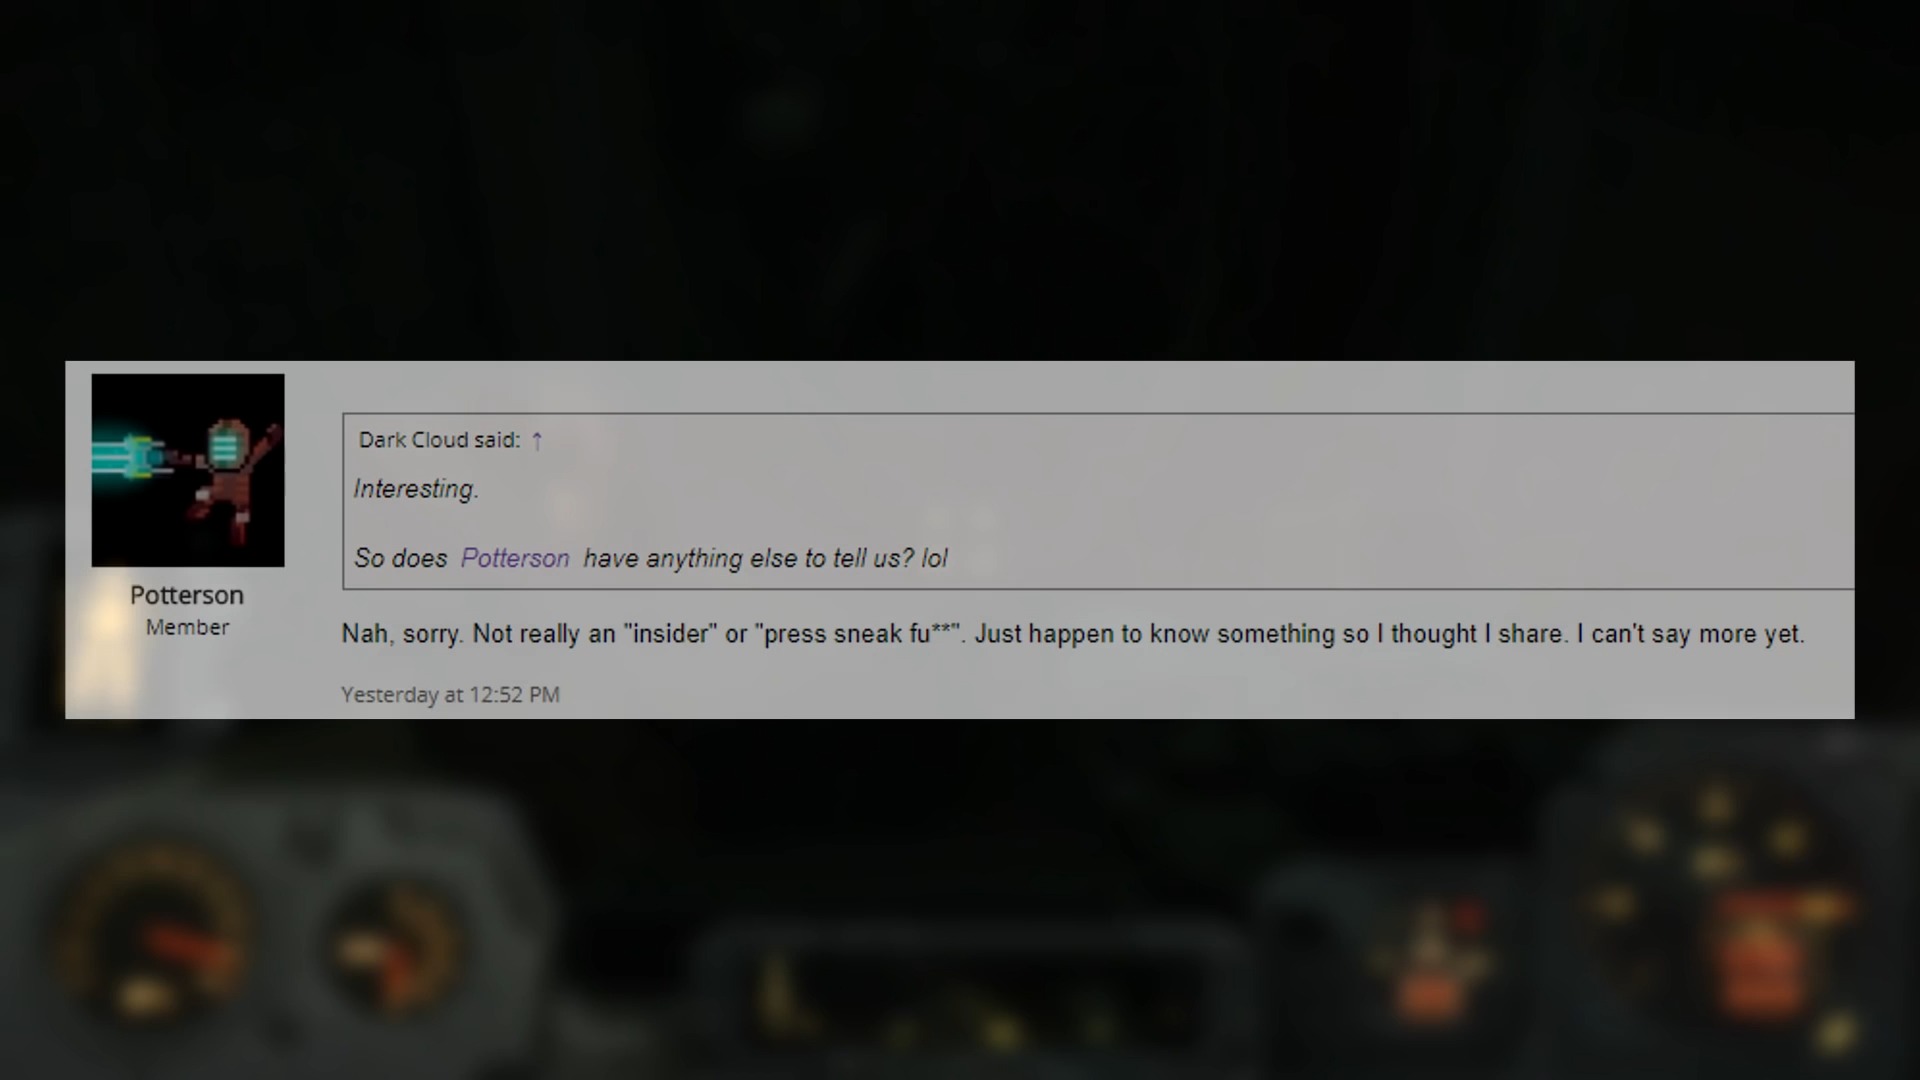 Dark Cloud said: ↑
Interesting.
So does Potterson have anything else to tell us? lol
Potterson
Member
Nah, sorry. Not really an "insider" or "press sneak fu**". Just happen to know something so I thought I share. I can't say more yet.
Yesterday at 12:52 PM